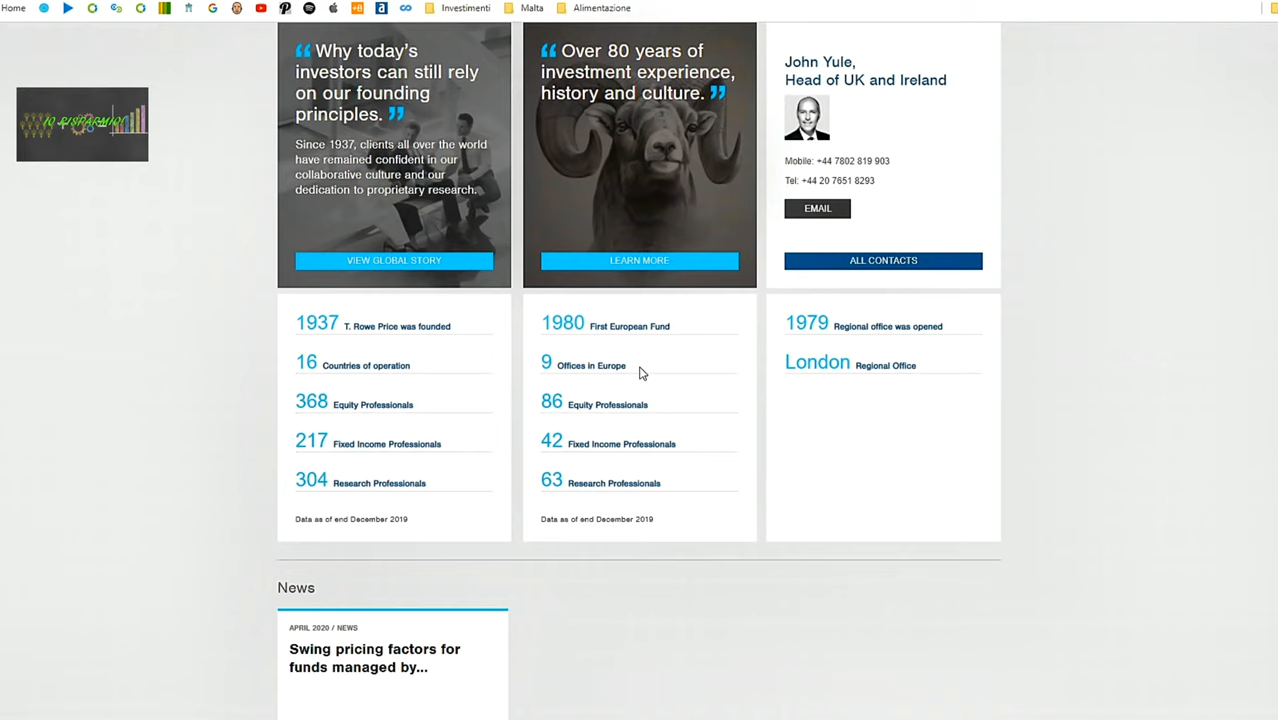 Home
Investimenti
Malta
Alimentazione
IO RISPARMIO
“ Why today’s
investors can still rely
on our founding
principles. ”
Since 1937, clients all over the world
have remained confident in our
collaborative culture and our
dedication to proprietary research.
VIEW GLOBAL STORY
“ Over 80 years of
investment experience,
history and culture. ”
LEARN MORE
John Yule,
Head of UK and Ireland
Mobile: +44 7802 819 903
Tel: +44 20 7651 8293
EMAIL
ALL CONTACTS
1937 T. Rowe Price was founded
16 Countries of operation
368 Equity Professionals
217 Fixed Income Professionals
304 Research Professionals
Data as of end December 2019
1980 First European Fund
9 Offices in Europe
86 Equity Professionals
42 Fixed Income Professionals
63 Research Professionals
Data as of end December 2019
1979 Regional office was opened
London Regional Office
News
APRIL 2020 / NEWS
Swing pricing factors for
funds managed by...